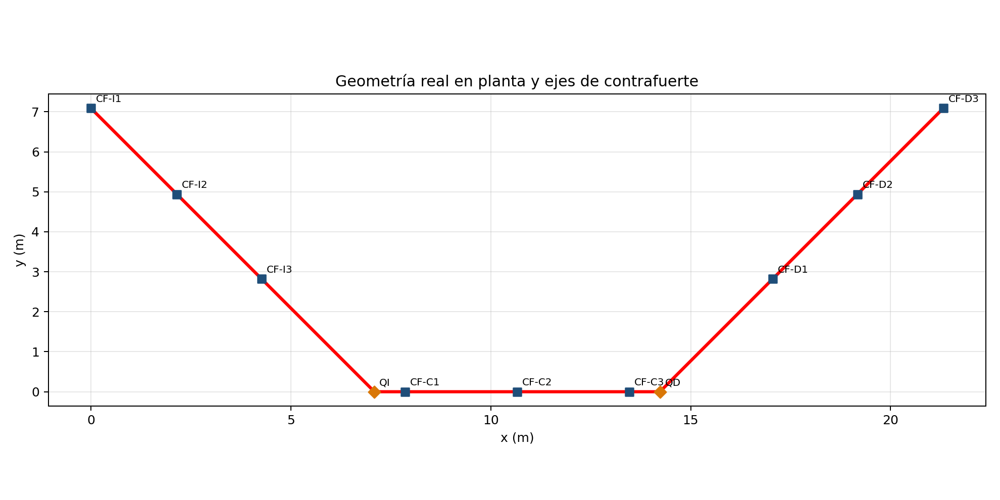 Geometría real en planta y ejes de contrafuerte
CF-I1
CF-D3
7
6
CF-I2
CF-D2
5
4
CF-I3
CF-D1
3
2
1
QI
CF-C1
CF-C2
CF-C3
QD
0
y (m)
0
5
10
15
20
x (m)